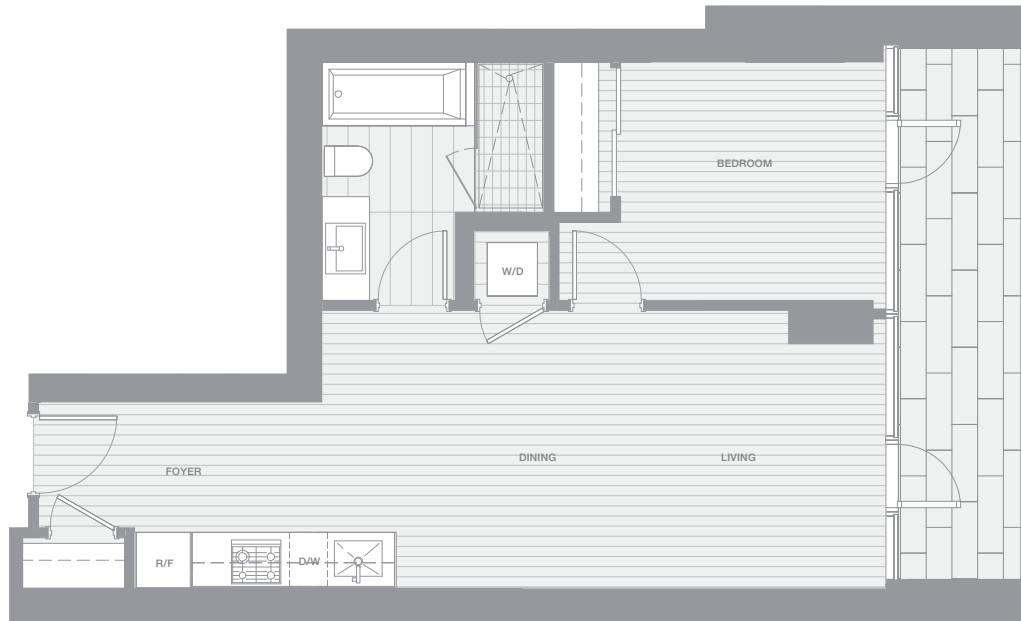 BEDROOM
W/D
DINING
LIVING
FOYER
R/F
D/W